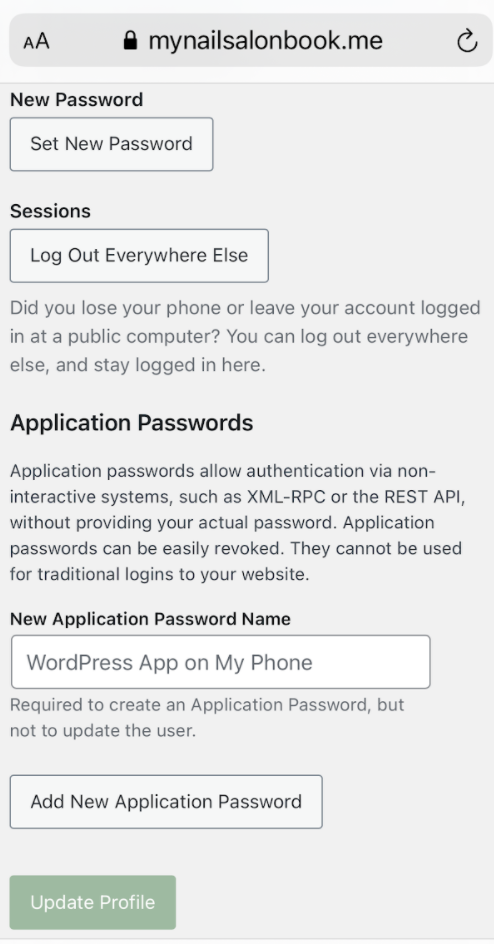 AA mynailsalonbook.me
New Password
Set New Password
Sessions
Log Out Everywhere Else
Did you lose your phone or leave your account logged
in at a public computer? You can log out everywhere
else, and stay logged in here.
Application Passwords
Application passwords allow authentication via non-
interactive systems, such as XML-RPC or the REST API,
without providing your actual password. Application
passwords can be easily revoked. They cannot be used
for traditional logins to your website.
New Application Password Name
WordPress App on My Phone
Required to create an Application Password, but
not to update the user.
Add New Application Password
Update Profile